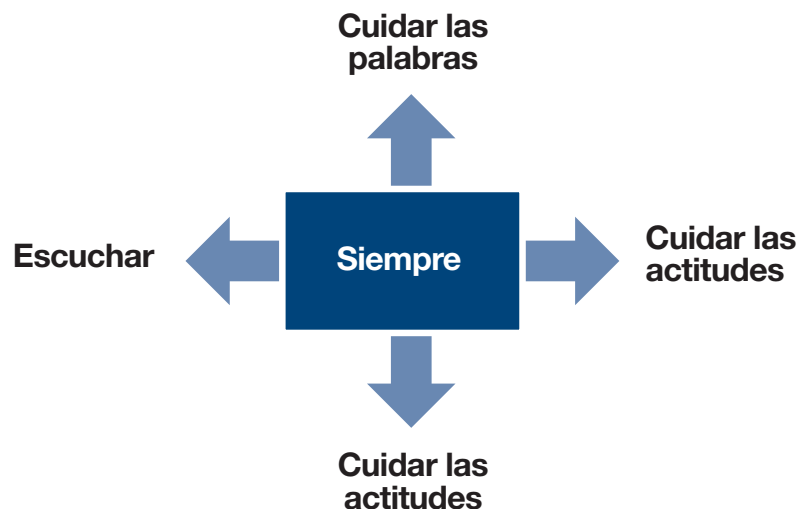 Cuidar las
palabras
Escuchar
Siempre
Cuidar las
actitudes
Cuidar las
actitudes